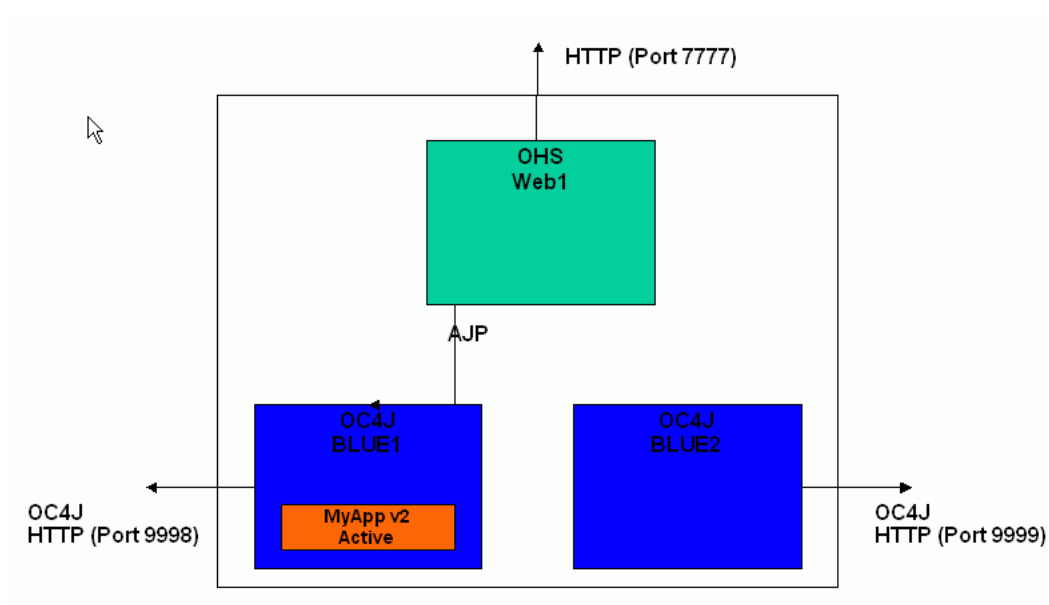 HTTP (Port 7777)
OHS
Web1
AJP
OC4J
BLUE1
OC4J
BLUE2
MyApp v2
Active
OC4J
HTTP (Port 9998)
OC4J
HTTP (Port 9999)